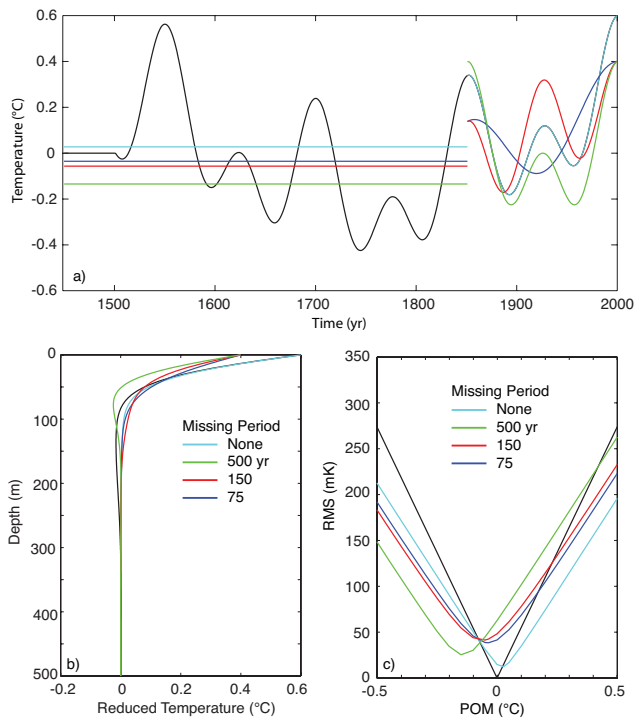 Temperature (°C)
0.6
0.4
0.2
0
-0.2
-0.4
0.6
a)
1500
1600
1700
1800
1900
2000
Time (yr)
Depth (m)
0
100
200
300
400
500
Missing Period
None
500 yr
150
75
b)
-0.2
0
0.2
0.4
0.6
Reduced Temperature (°C)
RMS (mK)
350
300
250
200
150
100
50
0
Missing Period
None
500 yr
150
75
c)
-0.5
0
0.5
POM (°C)